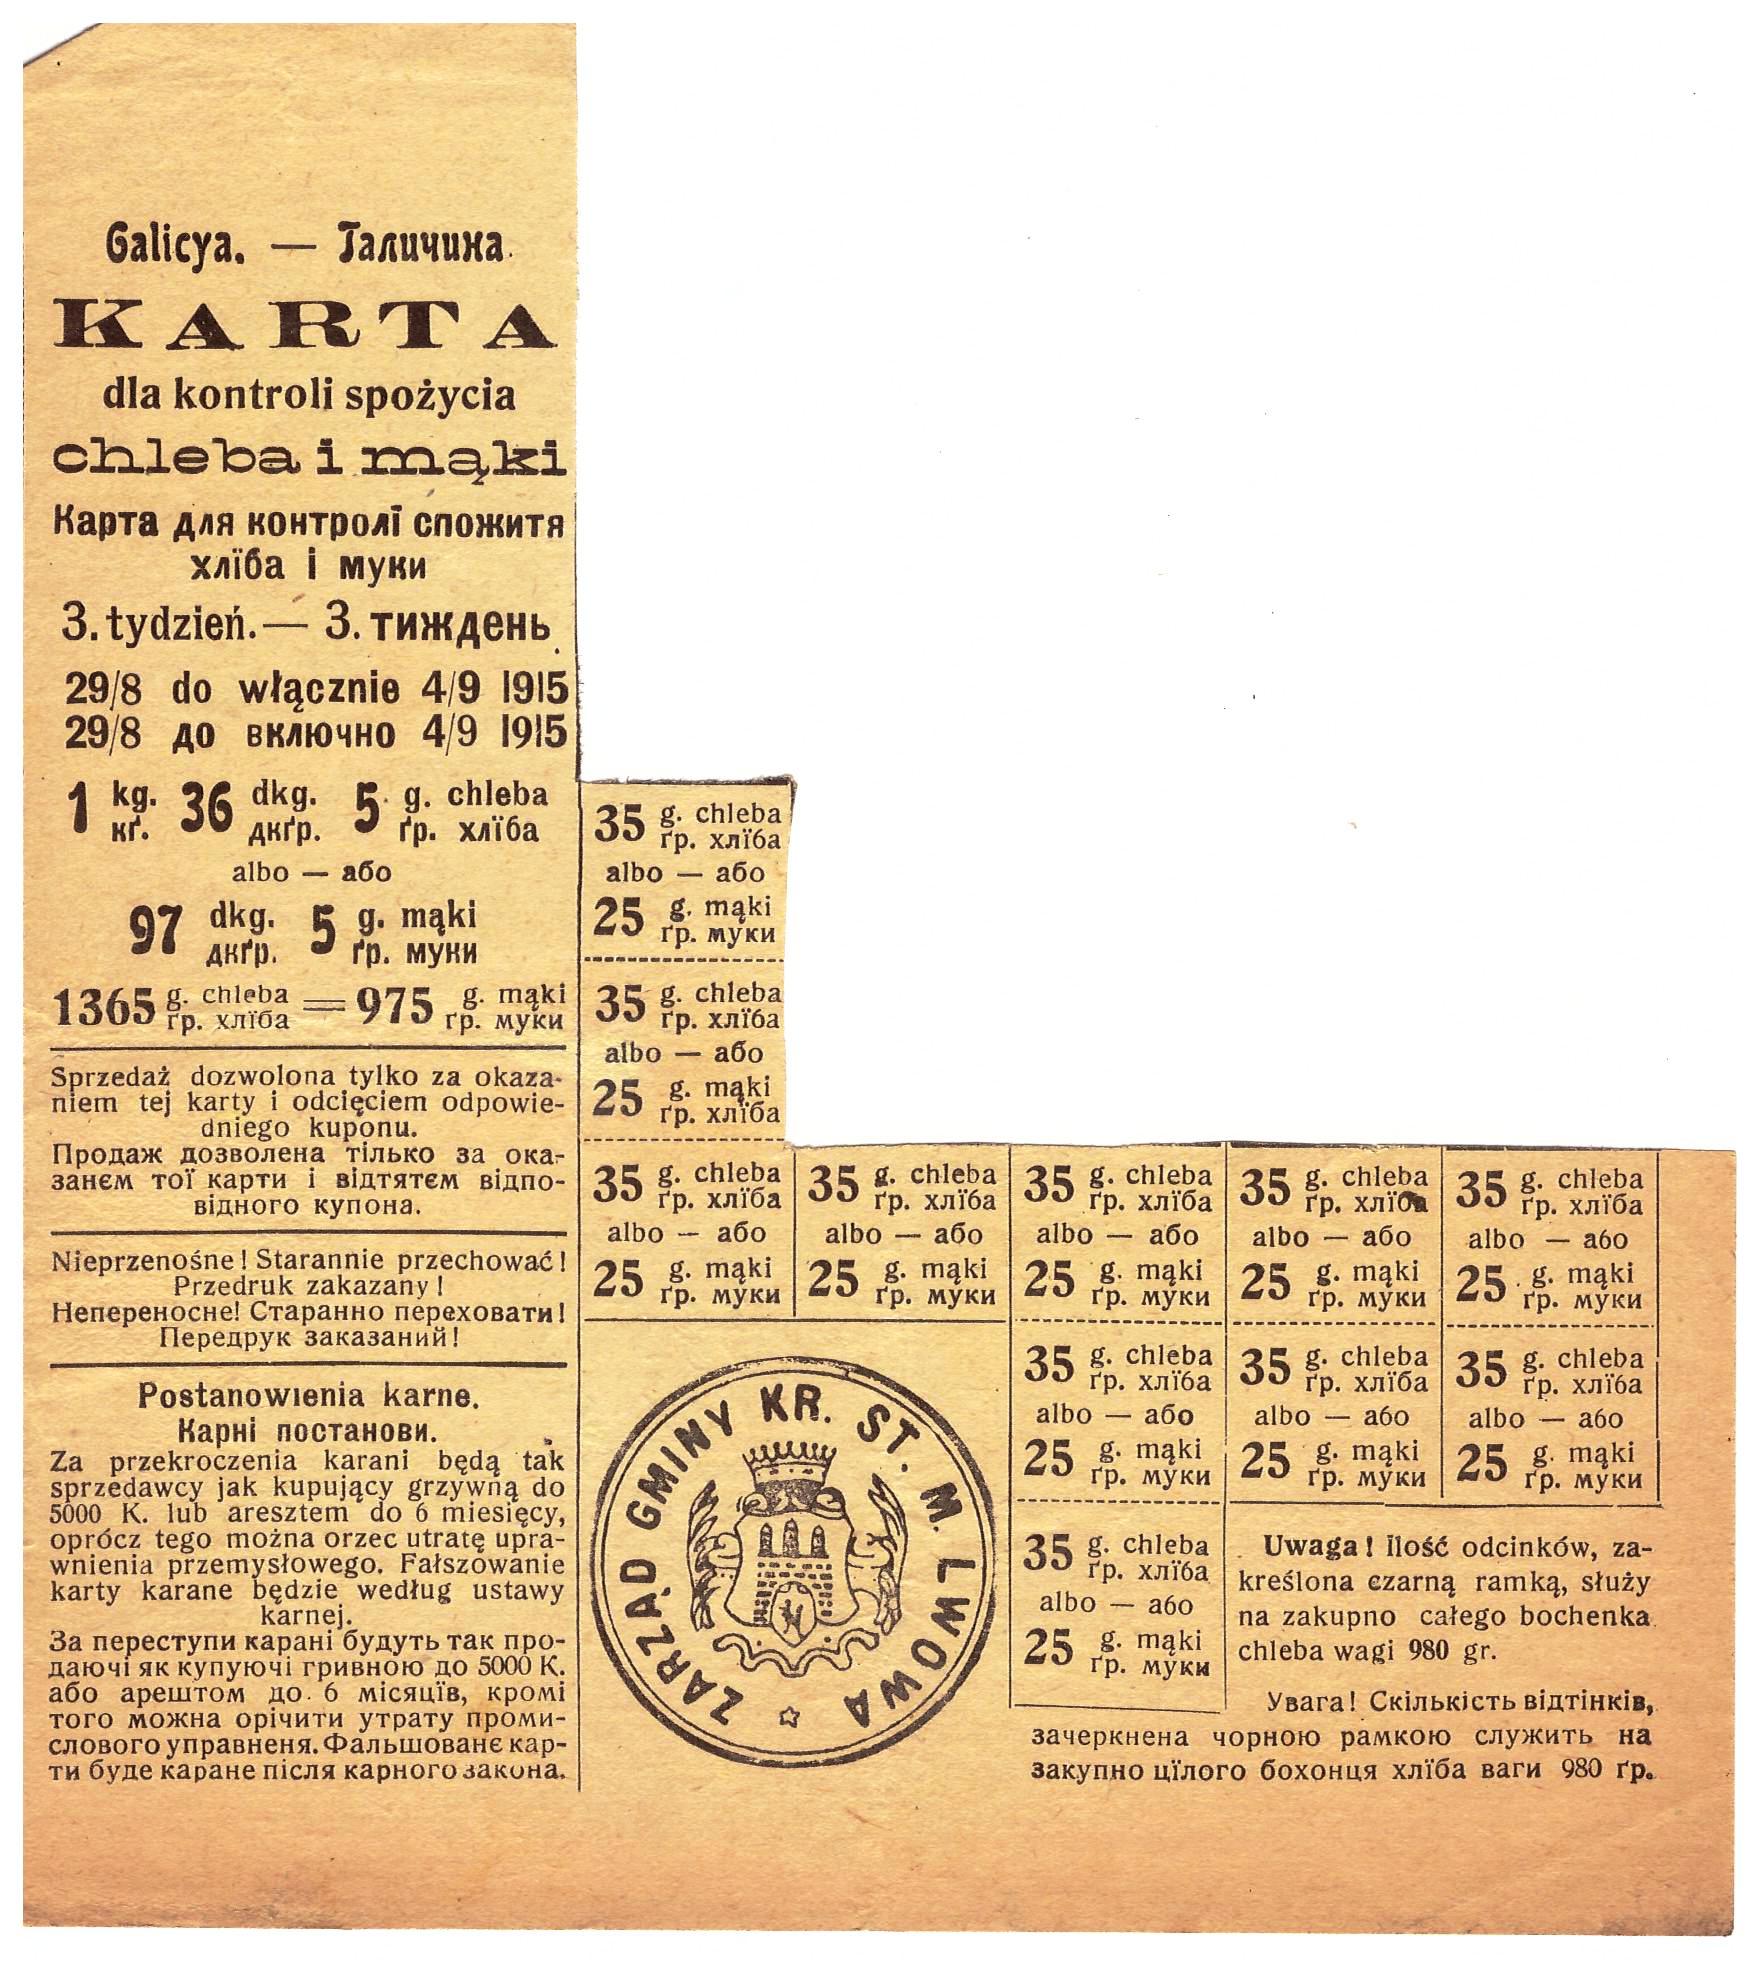 Galicya. — Галичина.
KARTA
dla kontroli spożycia
chleba i mąki
Карта для контролї спожитя
хлїба і муки
3. tydzień. — 3. тиждень
29/8 do włącznie 4/9 1915
29/8 до включно 4/9 1915
1 kg. 36 dkg. 5 g. chleba
кґ. дкґр. ґр. хлїба
albo — або
97 dkg. 5 g. mąki
дкґр. ґр. муки
1365 g. chleba = 975 g. mąki
ґр. хлїба ґр. муки
Sprzedaż dozwolona tylko za okaza-
niem tej karty i odcięciem odpowie-
dniego kuponu.
Продаж дозволена тілько за ока-
занєм тої карти і відтятєм відпо-
відного купона.
Nieprzenośne! Starannie przechować!
Przedruk zakazany!
Непереносне! Старанно переховати!
Передрук заказаний!
Postanowienia karne.
Карні постанови.
Za przekroczenia karani będą tak
sprzedawcy jak kupujący grzywną do
5000 K. lub aresztem do 6 miesięcy,
oprócz tego można orzec utratę upra-
wnienia przemysłowego. Fałszowanie
karty karane będzie według ustawy
karnej.
За переступи карані будуть так про-
даючі як купуючі гривною до 5000 К.
або арештом до 6 місяцїв, кромі
того можна орічити утрату проми-
слового управненя. Фальшованє кар-
ти буде каране після карного закона.
35 g. chleba
ґр. хлїба
albo — або
25 g. mąki
ґр. муки
35 g. chleba
ґр. хлїба
albo — або
25 g. mąki
ґр. хлїба
35 g. chleba
ґр. хлїба
albo — або
25 g. mąki
ґр. муки
35 g. chleba
ґр. хлїба
albo — або
25 g. mąki
ґр. муки
35 g. chleba
ґр. хлїба
albo — або
25 g. mąki
ґр. муки
35 g. chleba
ґр. хлїба
albo — або
25 g. mąki
ґр. муки
35 g. chleba
ґр. хлїба
albo — або
25 g. mąki
ґр. муки
35 g. chleba
ґр. хлїба
albo — або
25 g. mąki
ґр. муки
35 g. chleba
ґр. хлїба
albo — або
25 g. mąki
ґр. муки
35 g. chleba
ґр. хлїба
albo — або
25 g. mąki
ґр. муки
35 g. chleba
ґр. хлїба
albo — або
25 g. mąki
ґр. муки
ZARZĄD GMINY KR. ST. M. LWOWA
Uwaga! Ilość odcinków, za-
kreślona czarną ramką, służy
na zakupno całego bochenka
chleba wagi 980 gr.
Увага! Скількість відтінків,
зачеркнена чорною рамкою служить на
закупно цїлого бохонця хлїба ваги 980 ґр.